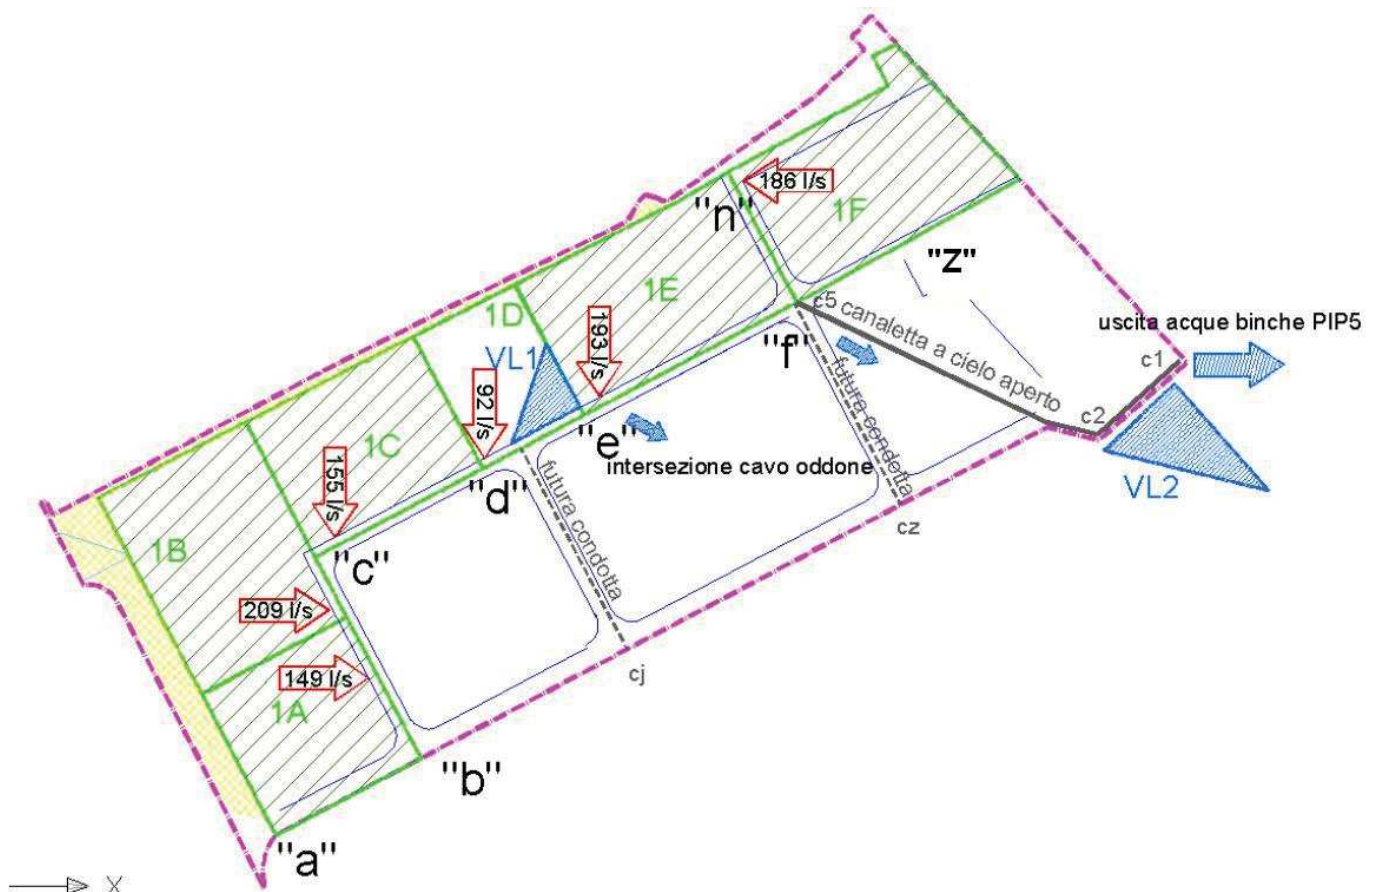 186 l/s
"n"
1F
"z"
1E
1D
193 l/s
c5 canaletta a cielo aperto
uscita acque binche PIP5
c1
VL1
"f"
futura condotta
c2
92 l/s
1C
"e"
intersezione cavo oddone
VL2
155 l/s
"d"
futura condotta
cz
1B
"c"
209 l/s
149 l/s
cj
1A
"b"
"a"
X